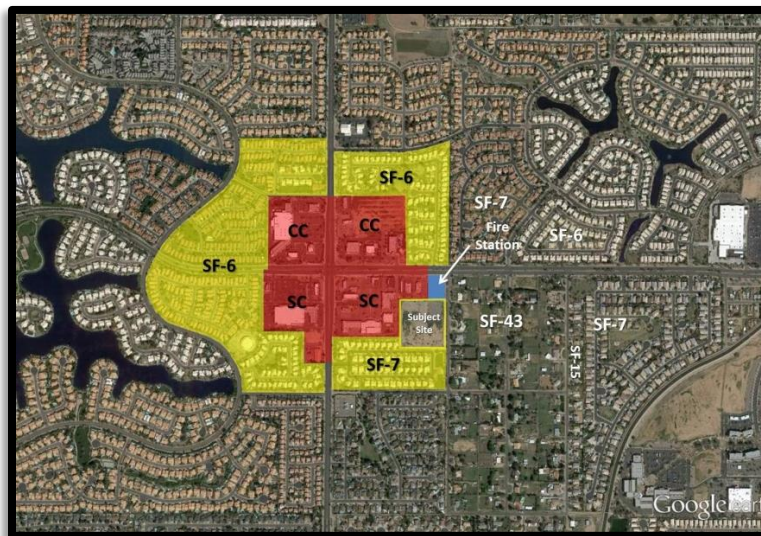 SF-6
SF-7
Fire
Station
SF-6
CC
CC
SF-6
SC
SC
Subject
Site
SF-43
SF-15
SF-7
SF-7
Google